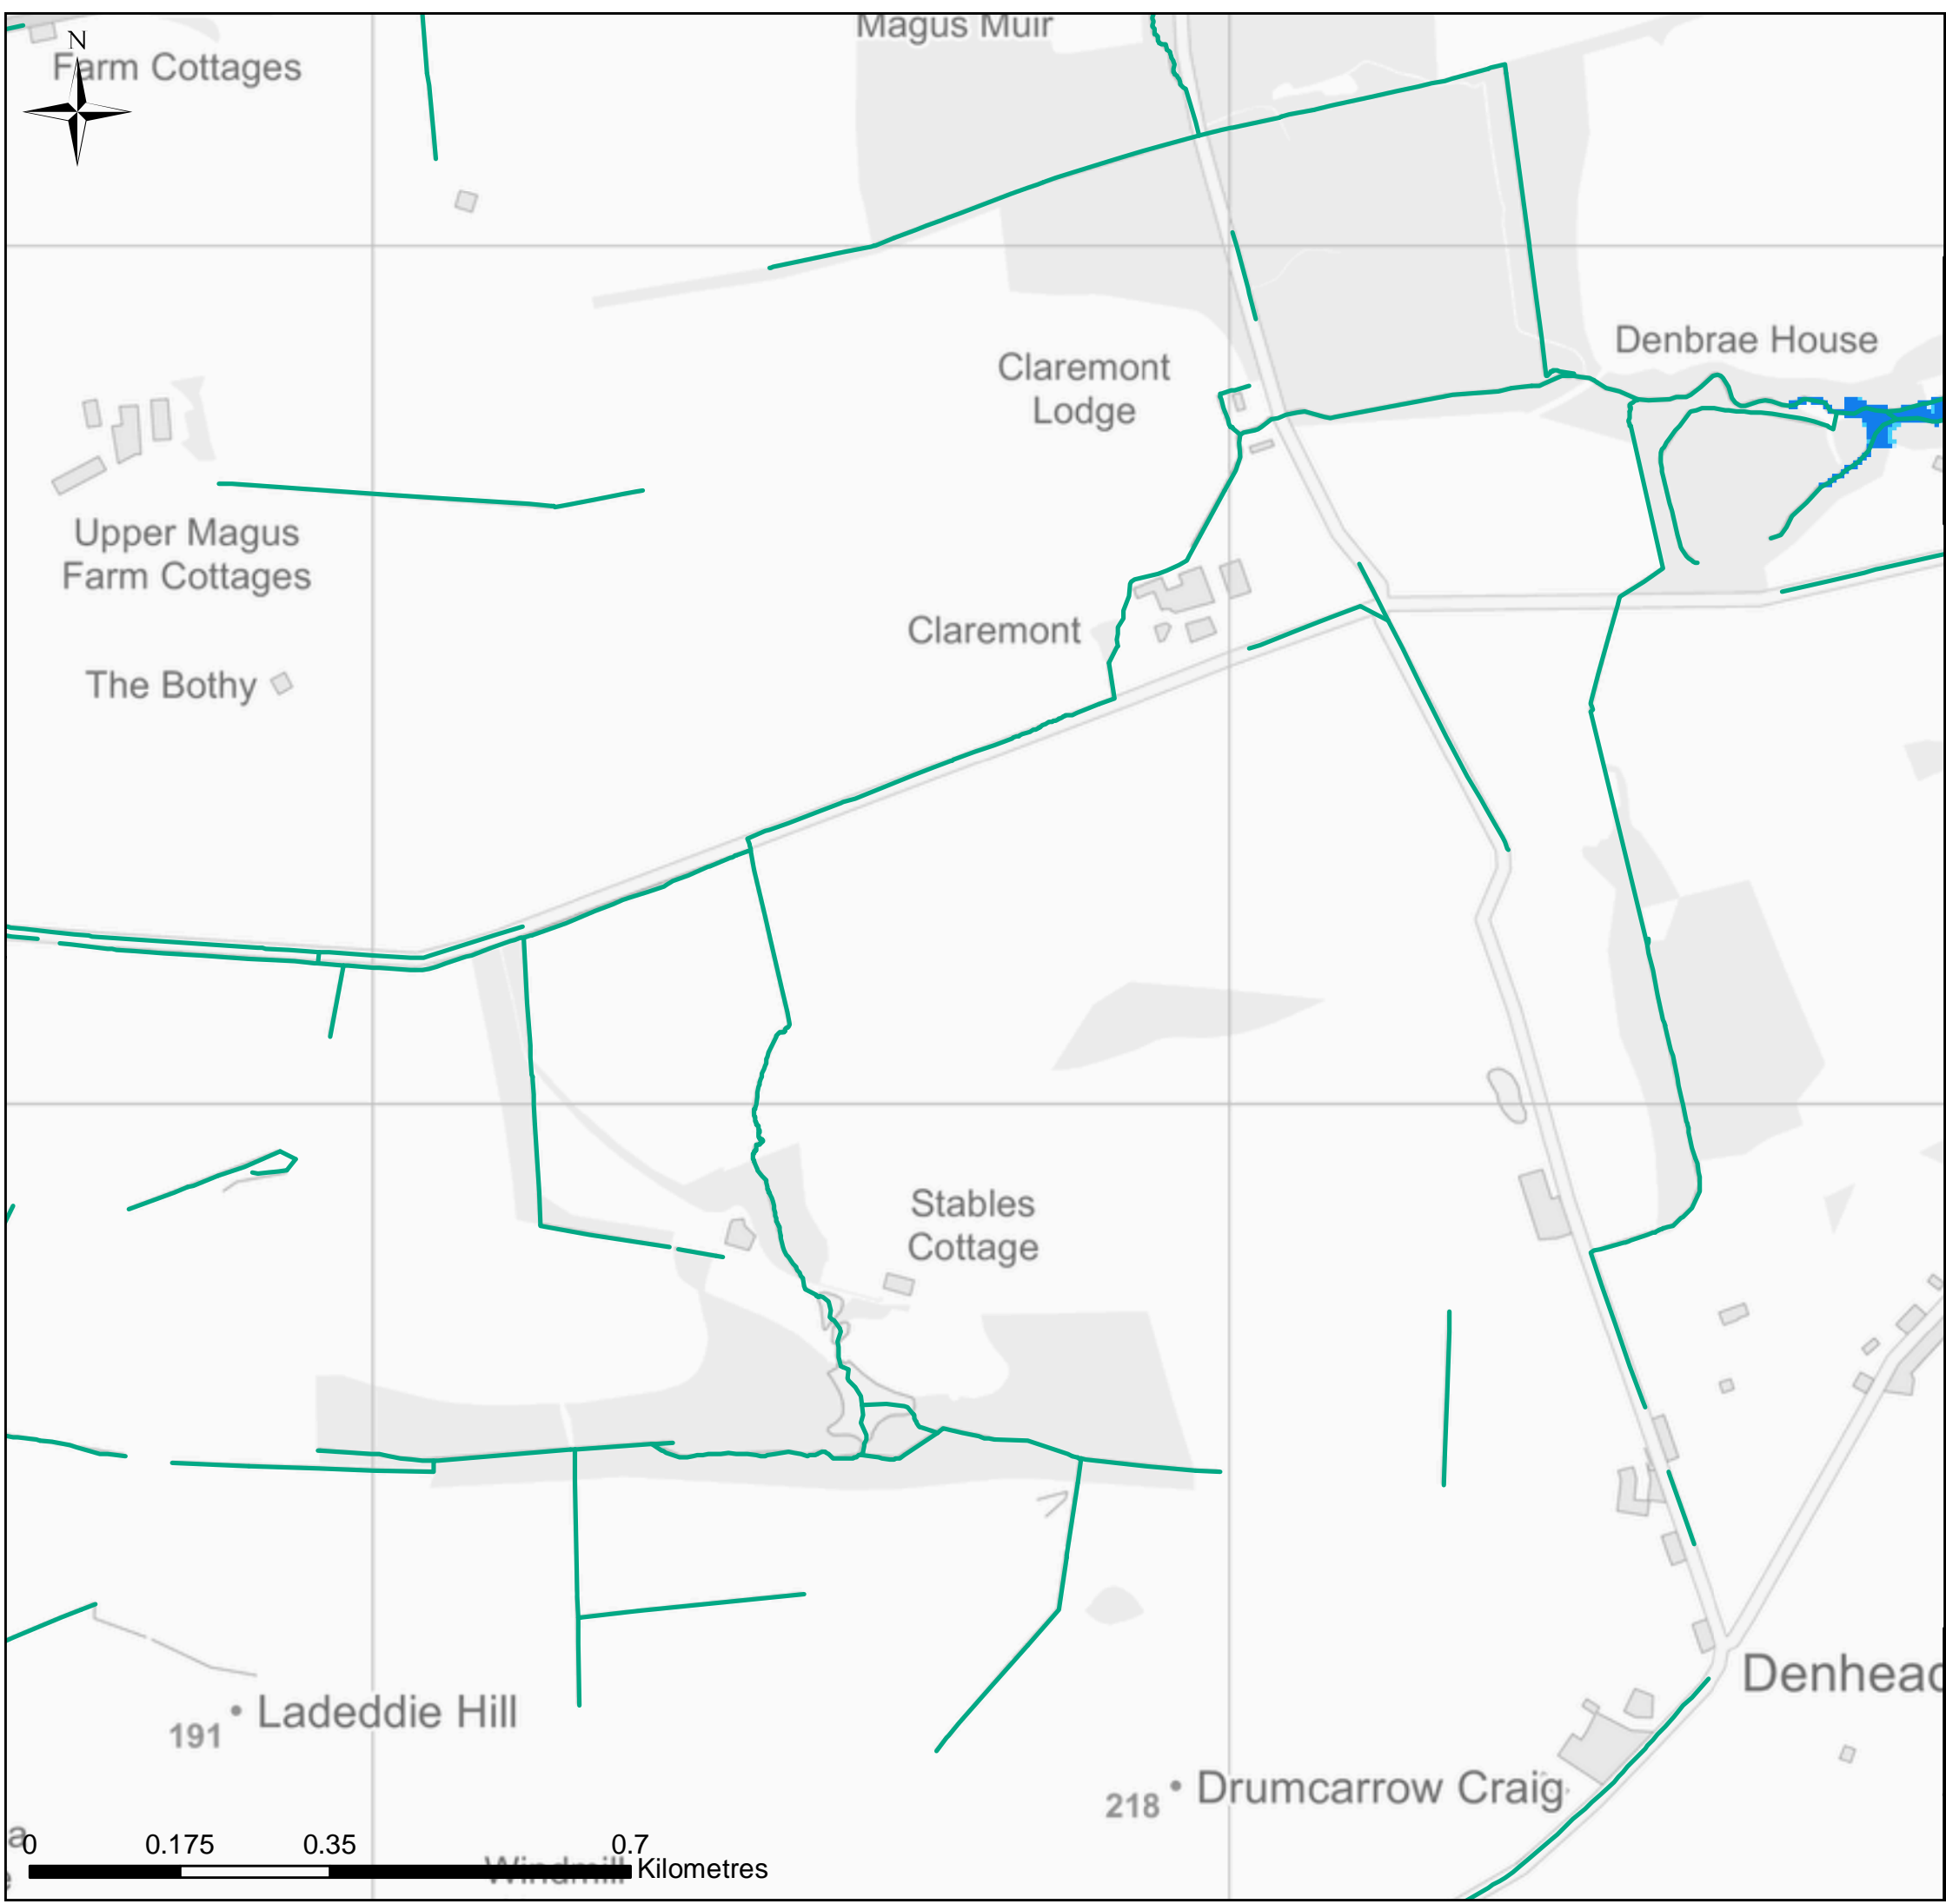 Magus Muir
N
Farm Cottages
Denbrae House
Claremont
Lodge
Upper Magus
Farm Cottages
Claremont
The Bothy
Stables
Cottage
Denhead
191 Ladeddie Hill
218 Drumcarrow Craig
a
0 0.175 0.35 0.7
Windmill
Kilometres